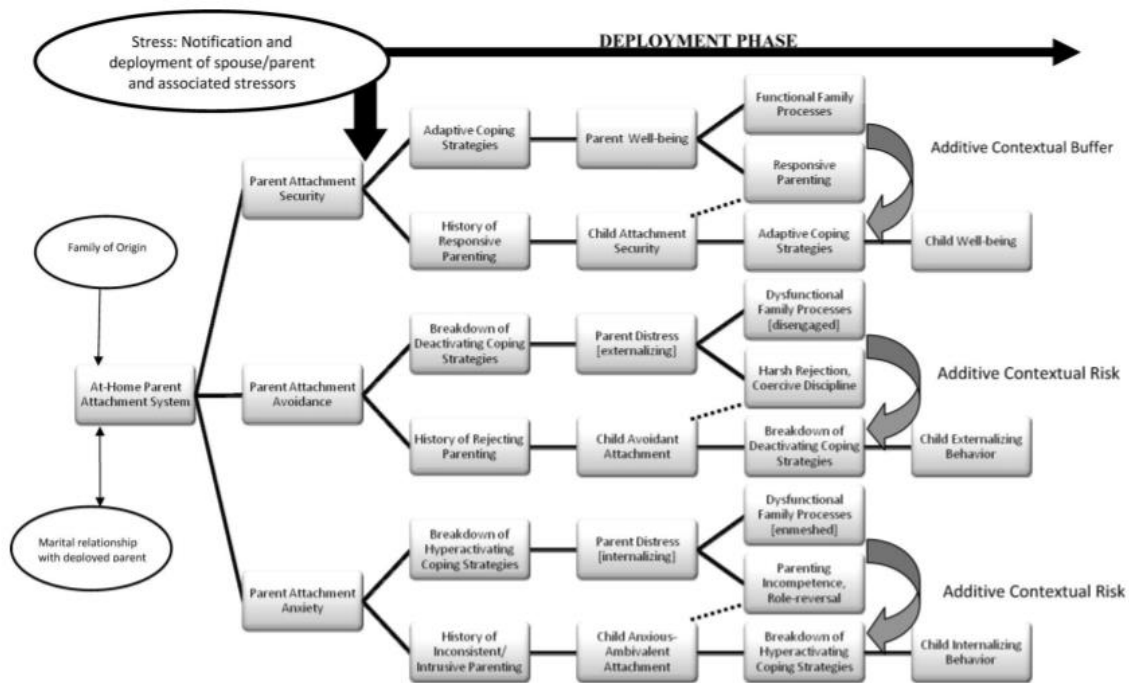 Stress: Notification and
deployment of spouse/parent
and associated stressors
DEPLOYMENT PHASE
Functional Family
Processes
Adaptive Coping
Strategies
Parent Well-being
Additive Contextual Buffer
Responsive
Parenting
Parent Attachment
Security
History of
Responsive
Parenting
Child Attachment
Security
Adaptive Coping
Strategies
Child Well-being
Family of Origin
Dysfunctional
Family Processes
[disengaged]
Breakdown of
Deactivating Coping
Strategies
Parent Distress
[externalizing]
Harsh Rejection,
Coercive Discipline
Additive Contextual Risk
At-Home Parent
Attachment System
Parent Attachment
Avoidance
History of Rejecting
Parenting
Child Avoidant
Attachment
Breakdown of
Deactivating Coping
Strategies
Child Externalizing
Behavior
Marital relationship
with deployed parent
Dysfunctional
Family Processes
[enmeshed]
Breakdown of
Hyperactivating
Coping Strategies
Parent Distress
[internalizing]
Parenting
Incompetence,
Role-reversal
Additive Contextual Risk
Parent Attachment
Anxiety
History of
Inconsistent/
Intrusive Parenting
Child Anxious-
Ambivalent
Attachment
Breakdown of
Hyperactivating
Coping Strategies
Child Internalizing
Behavior